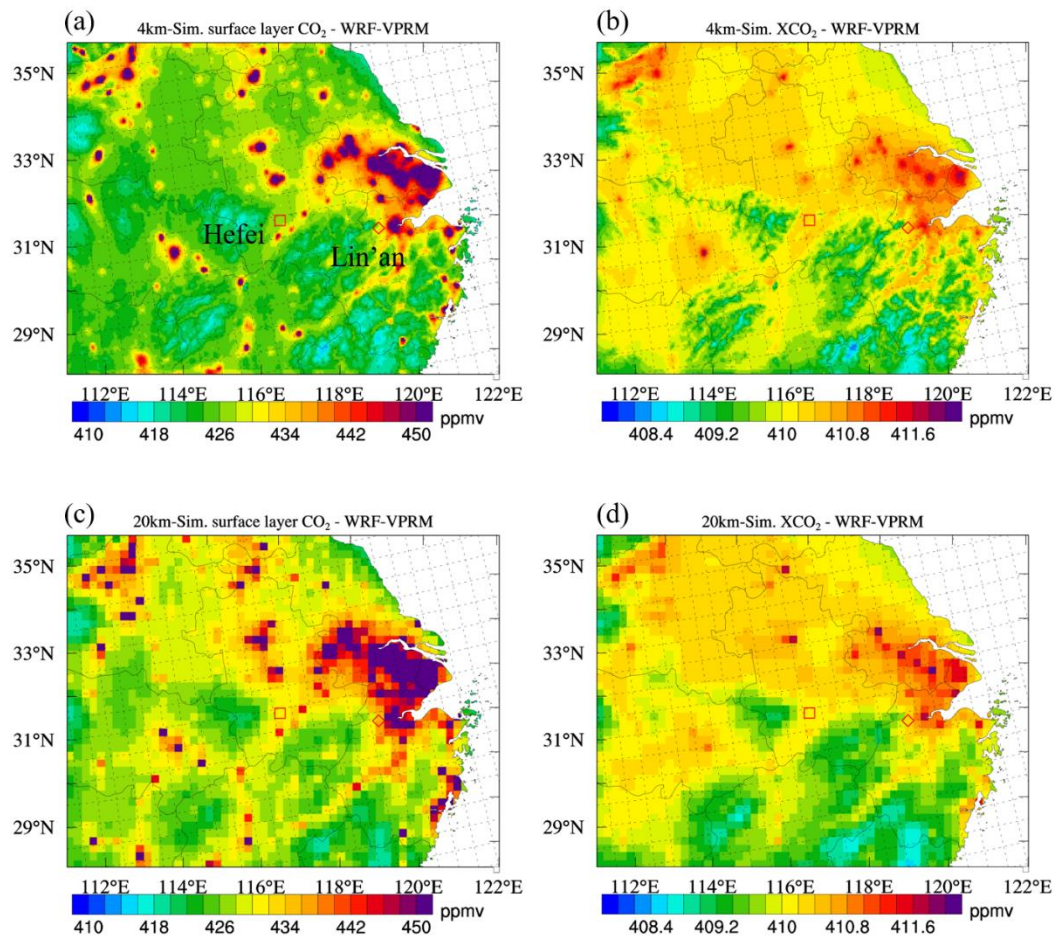 (a)
4km-Sim. surface layer CO₂ - WRF-VPRM
35°N
33°N
31°N
29°N
Hefei
Lin'an
112°E 114°E 116°E 118°E 120°E 122°E
410 418 426 434 442 450 ppmv
(b)
4km-Sim. XCO₂ - WRF-VPRM
35°N
33°N
31°N
29°N
112°E 114°E 116°E 118°E 120°E 122°E
408.4 409.2 410 410.8 411.6 ppmv
(c)
20km-Sim. surface layer CO₂ - WRF-VPRM
35°N
33°N
31°N
29°N
112°E 114°E 116°E 118°E 120°E 122°E
410 418 426 434 442 450 ppmv
(d)
20km-Sim. XCO₂ - WRF-VPRM
35°N
33°N
31°N
29°N
112°E 114°E 116°E 118°E 120°E 122°E
408.4 409.2 410 410.8 411.6 ppmv